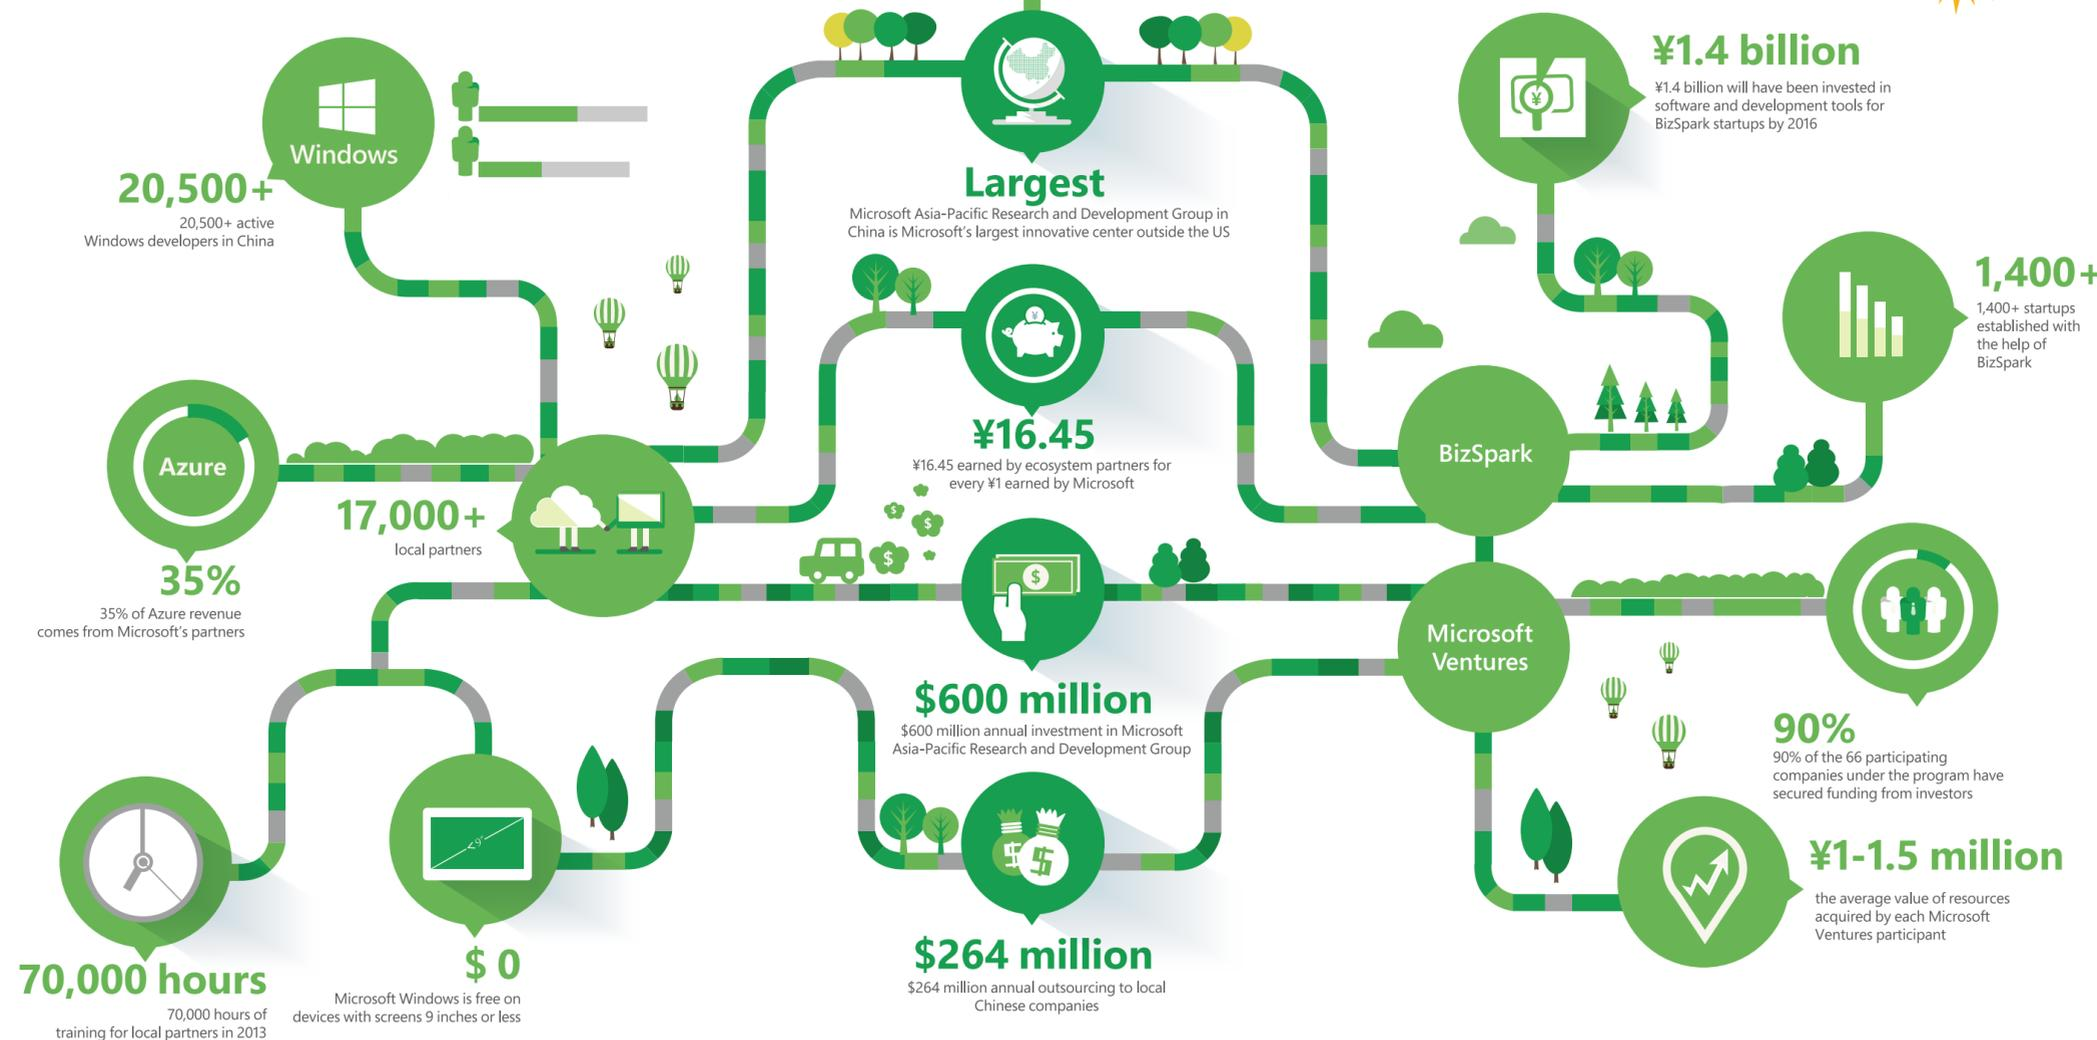 Windows
20,500+
20,500+ active
Windows developers in China
Largest
Microsoft Asia-Pacific Research and Development Group in
China is Microsoft's largest innovative center outside the US
¥
¥1.4 billion
¥1.4 billion will have been invested in
software and development tools for
BizSpark startups by 2016
1,400+
1,400+ startups
established with
the help of
BizSpark
¥
¥16.45
¥16.45 earned by ecosystem partners for
every ¥1 earned by Microsoft
Azure
35%
35% of Azure revenue
comes from Microsoft's partners
17,000+
local partners
BizSpark
$
$
$
$
$600 million
$600 million annual investment in Microsoft
Asia-Pacific Research and Development Group
Microsoft
Ventures
90%
90% of the 66 participating
companies under the program have
secured funding from investors
70,000 hours
70,000 hours of
training for local partners in 2013
<9"
$ 0
Microsoft Windows is free on
devices with screens 9 inches or less
$
$
$264 million
$264 million annual outsourcing to local
Chinese companies
¥1-1.5 million
the average value of resources
acquired by each Microsoft
Ventures participant